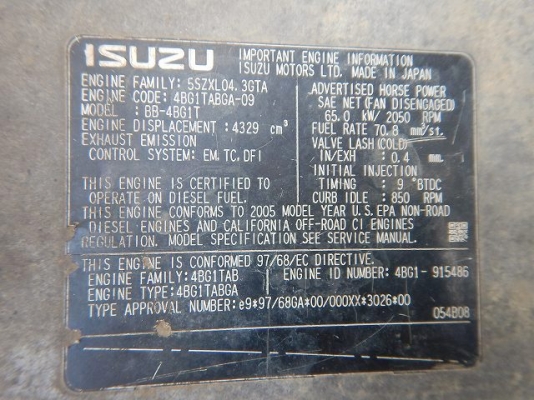 ISUZU
IMPORTANT ENGINE INFORMATION
ISUZU MOTORS LTD. MADE IN JAPAN
ENGINE FAMILY: 5SZXL04.3GTA
ENGINE CODE: 4BG1TABGA-09
MODEL : BB-4BG1T
ENGINE DISPLACEMENT: 4329 cm³
EXHAUST EMISSION
CONTROL SYSTEM: EM, TC, DFI
THIS ENGINE IS CERTIFIED TO
OPERATE ON DIESEL FUEL.
ADVERTISED HORSE POWER
SAE NET (FAN DISENGAGED)
65.0 kW/ 2050 RPM
FUEL RATE 70.8 mm³/st.
VALVE LASH (COLD)
IN/EXH : 0.4 mm
INITIAL INJECTION
TIMING : 9 °BTDC
CURB IDLE: 850 RPM
THIS ENGINE CONFORMS TO 2005 MODEL YEAR U.S. EPA NON-ROAD
DIESEL ENGINES AND CALIFORNIA OFF-ROAD CI ENGINES
REGULATION. MODEL SPECIFICATION SEE SERVICE MANUAL.
THIS ENGINE IS CONFORMED 97/68/EC DIRECTIVE.
ENGINE FAMILY: 4BG1TAB
ENGINE ID NUMBER: 4BG1- 915486
ENGINE TYPE: 4BG1TABGA
TYPE APPROVAL NUMBER: e9*97/68GA*00/000XX*3026*00
054B08